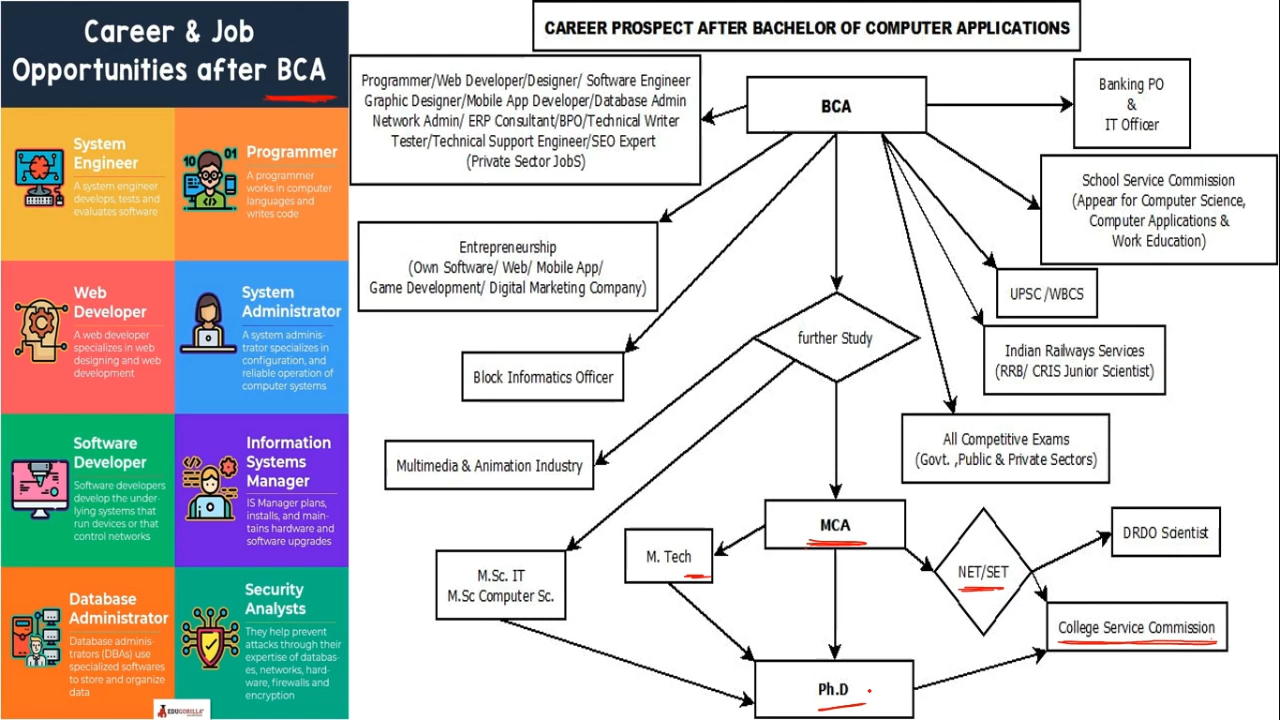 Career & Job
Opportunities after BCA
System
Engineer
A system engineer
develops, tests and
evaluates software
Programmer
A programmer
works in computer
languages and
writes code
10
01
Web
Developer
A web developer
specializes in web
designing and web
development
System
Administrator
A system adminis-
trator specializes in
configuration, and
reliable operation of
computer systems
Software
Developer
Software developers
develop the under-
lying systems that
run devices or that
control networks
Information
Systems
Manager
IS Manager plans,
installs, and main-
tains hardware and
software upgrades
Database
Administrator
Database adminis-
trators (DBAs) use
specialized softwares
to store and organize
data
Security
Analysts
They help prevent
attacks through their
expertise of databas-
es, networks, hard-
ware, firewalls and
encryption
EDUGORILLA
CAREER PROSPECT AFTER BACHELOR OF COMPUTER APPLICATIONS
Programmer/Web Developer/Designer/ Software Engineer
Graphic Designer/Mobile App Developer/Database Admin
Network Admin/ ERP Consultant/BPO/Technical Writer
Tester/Technical Support Engineer/SEO Expert
(Private Sector JobS)
BCA
Banking PO
&
IT Officer
School Service Commission
(Appear for Computer Science,
Computer Applications &
Work Education)
Entrepreneurship
(Own Software/ Web/ Mobile App/
Game Development/ Digital Marketing Company)
UPSC /WBCS
further Study
Indian Railways Services
(RRB/ CRIS Junior Scientist)
Block Informatics Officer
All Competitive Exams
(Govt. ,Public & Private Sectors)
Multimedia & Animation Industry
MCA
M. Tech
NET/SET
DRDO Scientist
M.Sc. IT
M.Sc Computer Sc.
College Service Commission
Ph.D